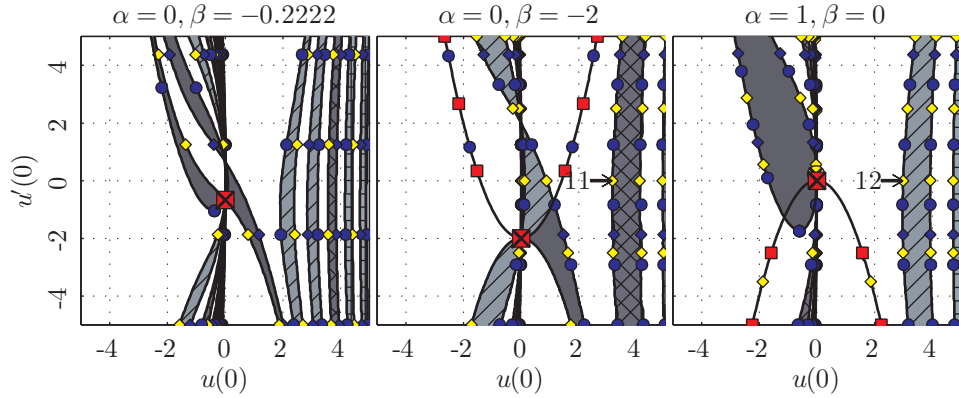 α = 0, β = −0.2222
α = 0, β = −2
α = 1, β = 0
u′(0)
4
2
0
-2
-4
11
12
-4 -2 0 2 4
-4 -2 0 2 4
-4 -2 0 2 4
u(0)
u(0)
u(0)